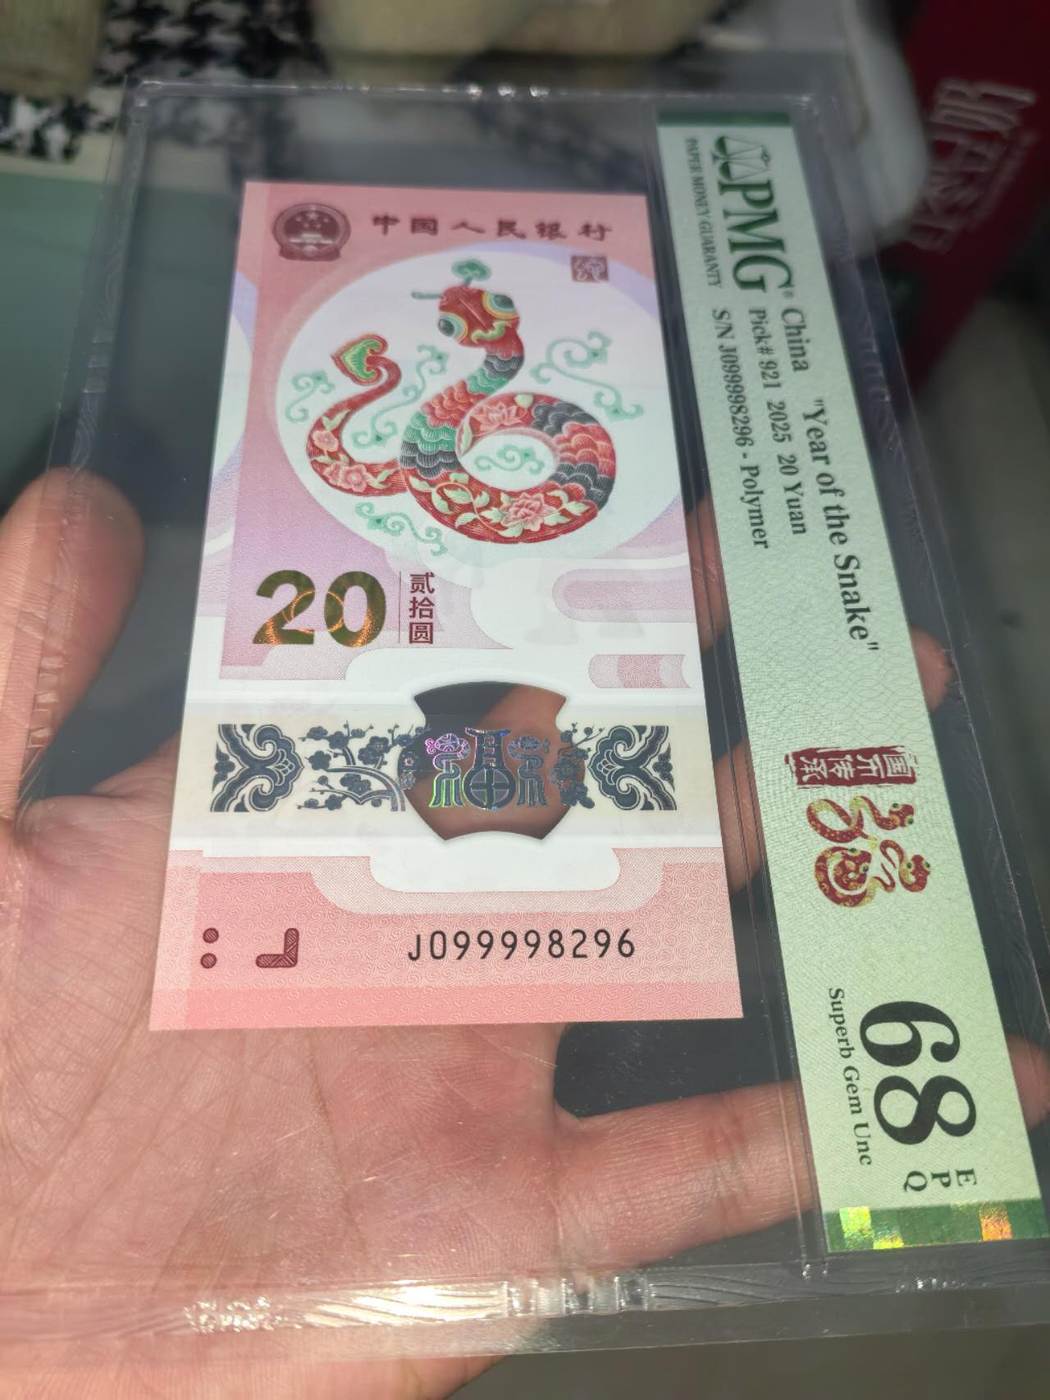 中国人民银行
20
贰拾圆
J099998296
PMG®
PAPER MONEY GUARANTY
China "Year of the Snake"
Pick# 921 2025 20 Yuan
S/N J099998296 - Polymer
68 EPQ
Superb Gem Unc